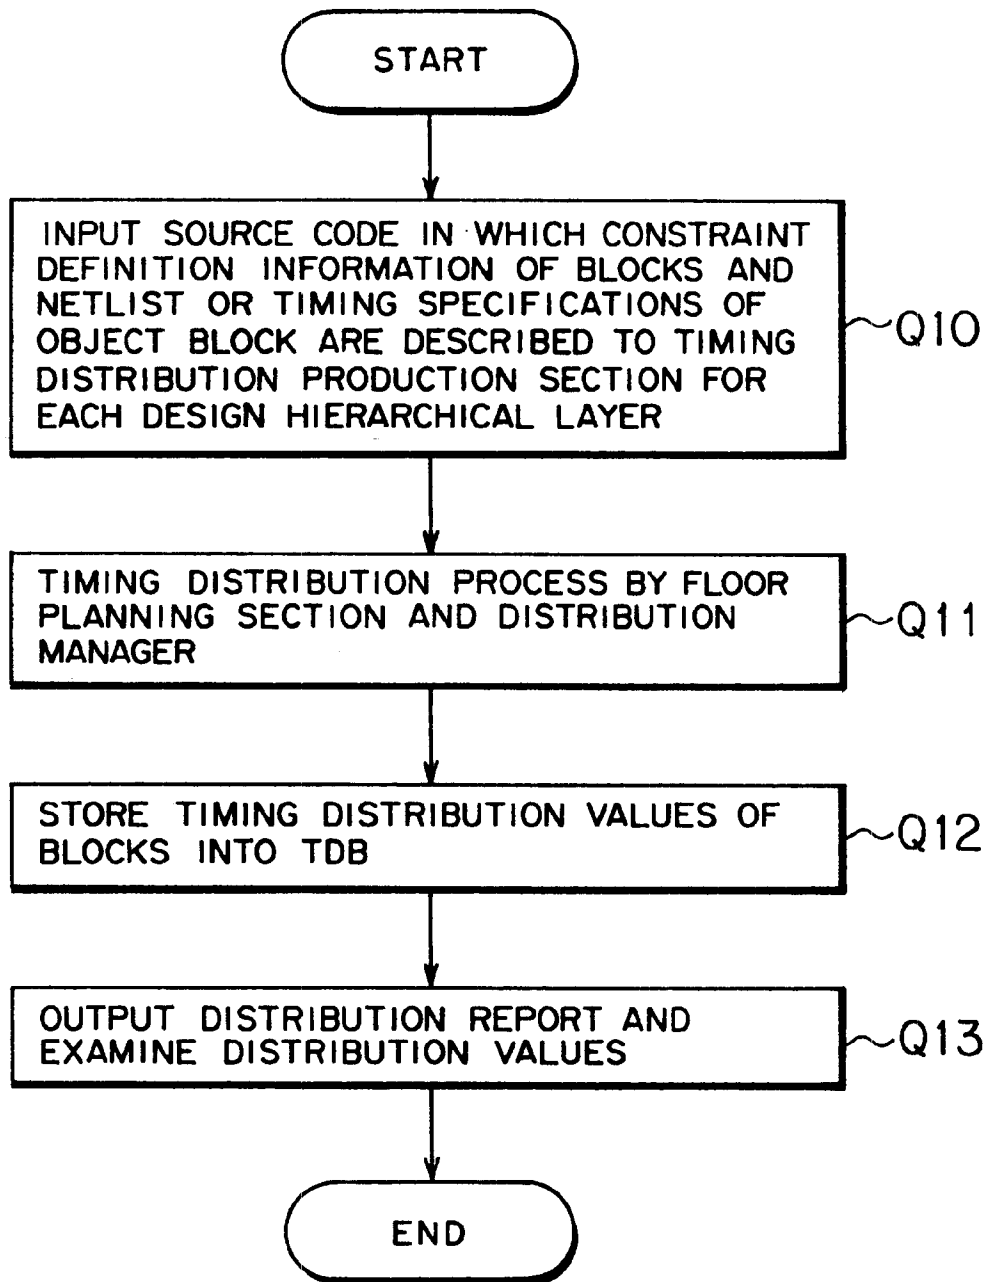 START
INPUT SOURCE CODE IN WHICH CONSTRAINT
DEFINITION INFORMATION OF BLOCKS AND
NETLIST OR TIMING SPECIFICATIONS OF
OBJECT BLOCK ARE DESCRIBED TO TIMING
DISTRIBUTION PRODUCTION SECTION FOR
EACH DESIGN HIERARCHICAL LAYER
Q10
TIMING DISTRIBUTION PROCESS BY FLOOR
PLANNING SECTION AND DISTRIBUTION
MANAGER
Q11
STORE TIMING DISTRIBUTION VALUES OF
BLOCKS INTO TDB
Q12
OUTPUT DISTRIBUTION REPORT AND
EXAMINE DISTRIBUTION VALUES
Q13
END